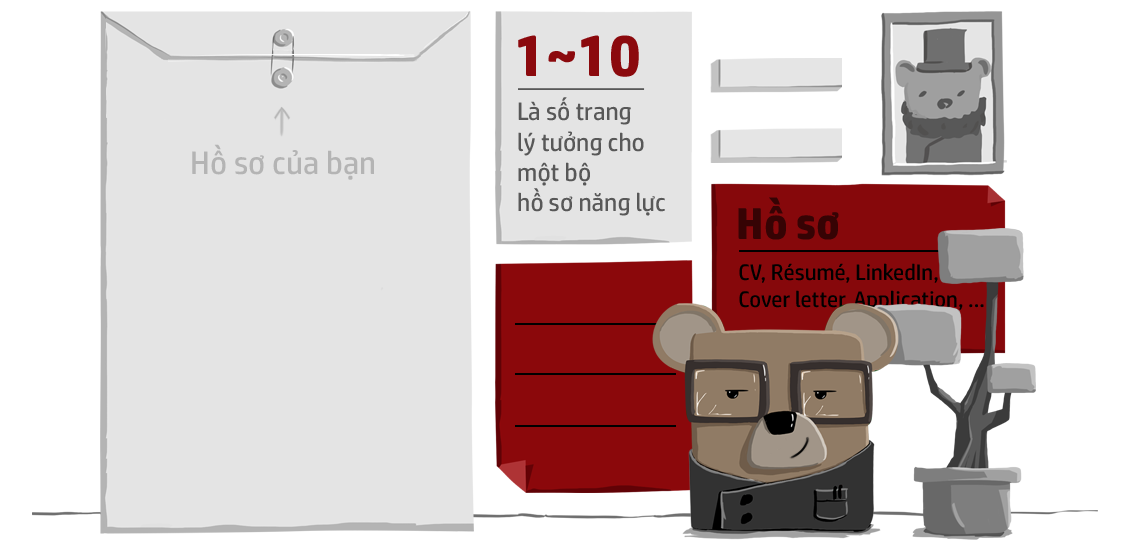 Hồ sơ của bạn
1~10
Là số trang
lý tưởng cho
một bộ
hồ sơ năng lực
Hồ sơ
CV, Résumé, LinkedIn,
Cover letter, Application, ...